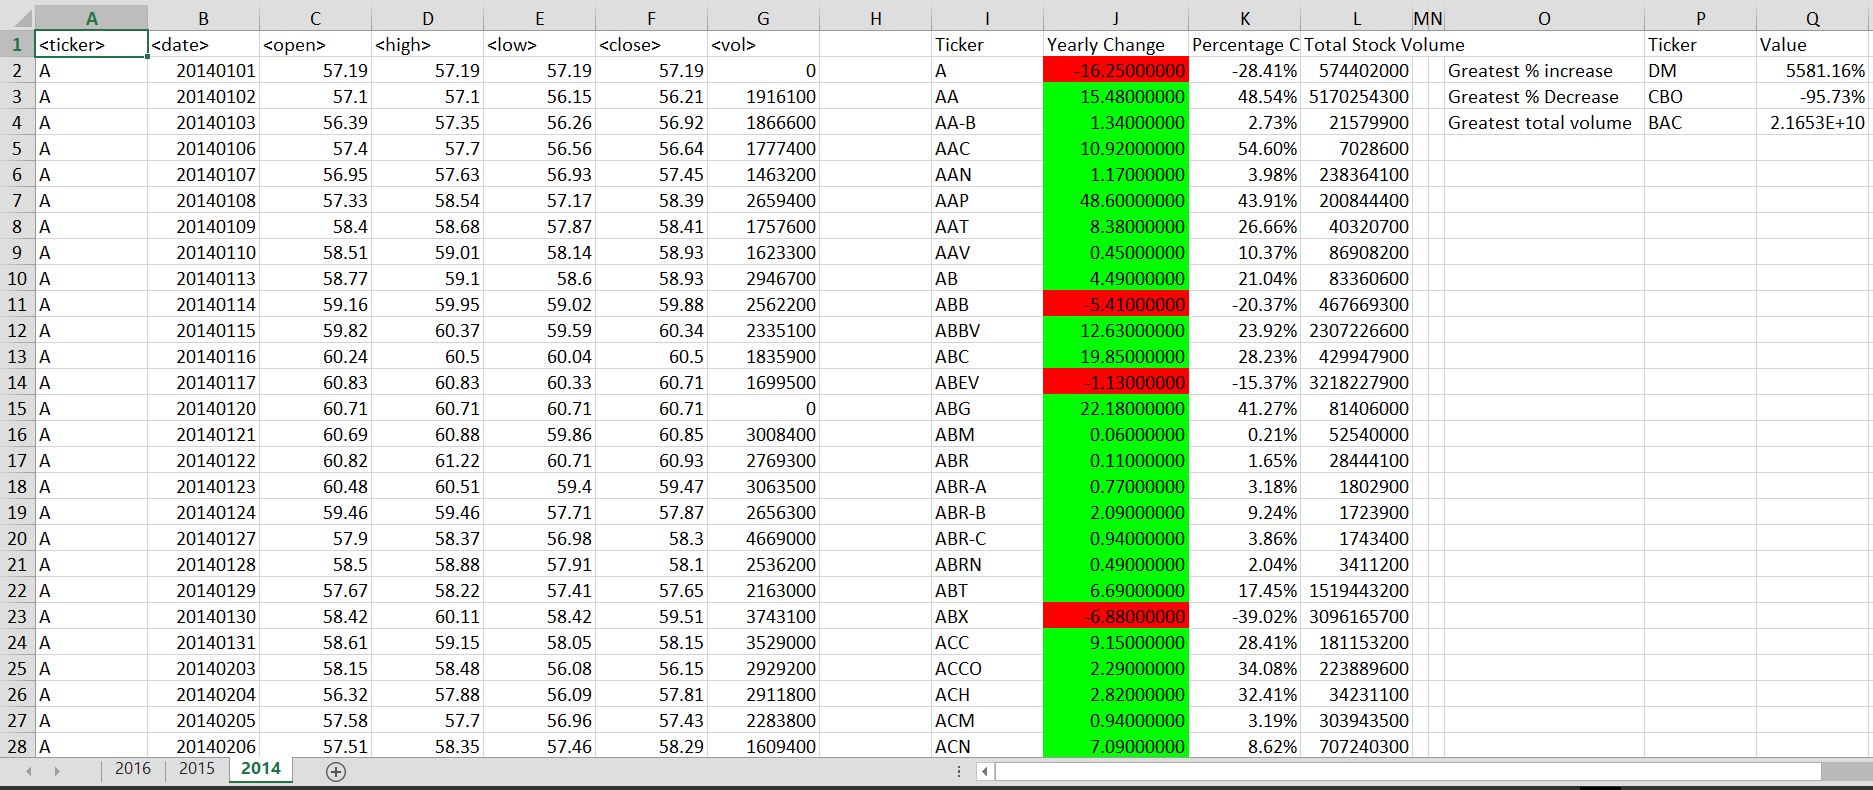 A B C D E F G H I J K L M N O P Q
1 <ticker> <date> <open> <high> <low> <close> <vol> Ticker Yearly Change Percentage C Total Stock Volume Ticker Value
2 A 20140101 57.19 57.19 57.19 57.19 0 A -16.25000000 -28.41% 574402000 Greatest % increase DM 5581.16%
3 A 20140102 57.1 57.1 56.15 56.21 1916100 AA 15.48000000 48.54% 5170254300 Greatest % Decrease CBO -95.73%
4 A 20140103 56.39 57.35 56.26 56.92 1866600 AA-B 1.34000000 2.73% 21579900 Greatest total volume BAC 2.1653E+10
5 A 20140106 57.4 57.7 56.56 56.64 1777400 AAC 10.92000000 54.60% 7028600
6 A 20140107 56.95 57.63 56.93 57.45 1463200 AAN 1.17000000 3.98% 238364100
7 A 20140108 57.33 58.54 57.17 58.39 2659400 AAP 48.60000000 43.91% 200844400
8 A 20140109 58.4 58.68 57.87 58.41 1757600 AAT 8.38000000 26.66% 40320700
9 A 20140110 58.51 59.01 58.14 58.93 1623300 AAV 0.45000000 10.37% 86908200
10 A 20140113 58.77 59.1 58.6 58.93 2946700 AB 4.49000000 21.04% 83360600
11 A 20140114 59.16 59.95 59.02 59.88 2562200 ABB -5.41000000 -20.37% 467669300
12 A 20140115 59.82 60.37 59.59 60.34 2335100 ABBV 12.63000000 23.92% 2307226600
13 A 20140116 60.24 60.5 60.04 60.5 1835900 ABC 19.85000000 28.23% 429947900
14 A 20140117 60.83 60.83 60.33 60.71 1699500 ABEV -1.13000000 -15.37% 3218227900
15 A 20140120 60.71 60.71 60.71 60.71 0 ABG 22.18000000 41.27% 81406000
16 A 20140121 60.69 60.88 59.86 60.85 3008400 ABM 0.06000000 0.21% 52540000
17 A 20140122 60.82 61.22 60.71 60.93 2769300 ABR 0.11000000 1.65% 28444100
18 A 20140123 60.48 60.51 59.4 59.47 3063500 ABR-A 0.77000000 3.18% 1802900
19 A 20140124 59.46 59.46 57.71 57.87 2656300 ABR-B 2.09000000 9.24% 1723900
20 A 20140127 57.9 58.37 56.98 58.3 4669000 ABR-C 0.94000000 3.86% 1743400
21 A 20140128 58.5 58.88 57.91 58.1 2536200 ABRN 0.49000000 2.04% 3411200
22 A 20140129 57.67 58.22 57.41 57.65 2163000 ABT 6.69000000 17.45% 1519443200
23 A 20140130 58.42 60.11 58.42 59.51 3743100 ABX -6.88000000 -39.02% 3096165700
24 A 20140131 58.61 59.15 58.05 58.15 3529000 ACC 9.15000000 28.41% 181153200
25 A 20140203 58.15 58.48 56.08 56.15 2929200 ACCO 2.29000000 34.08% 223889600
26 A 20140204 56.32 57.88 56.09 57.81 2911800 ACH 2.82000000 32.41% 34231100
27 A 20140205 57.58 57.7 56.96 57.43 2283800 ACM 0.94000000 3.19% 303943500
28 A 20140206 57.51 58.35 57.46 58.29 1609400 ACN 7.09000000 8.62% 707240300
2016 2015 2014